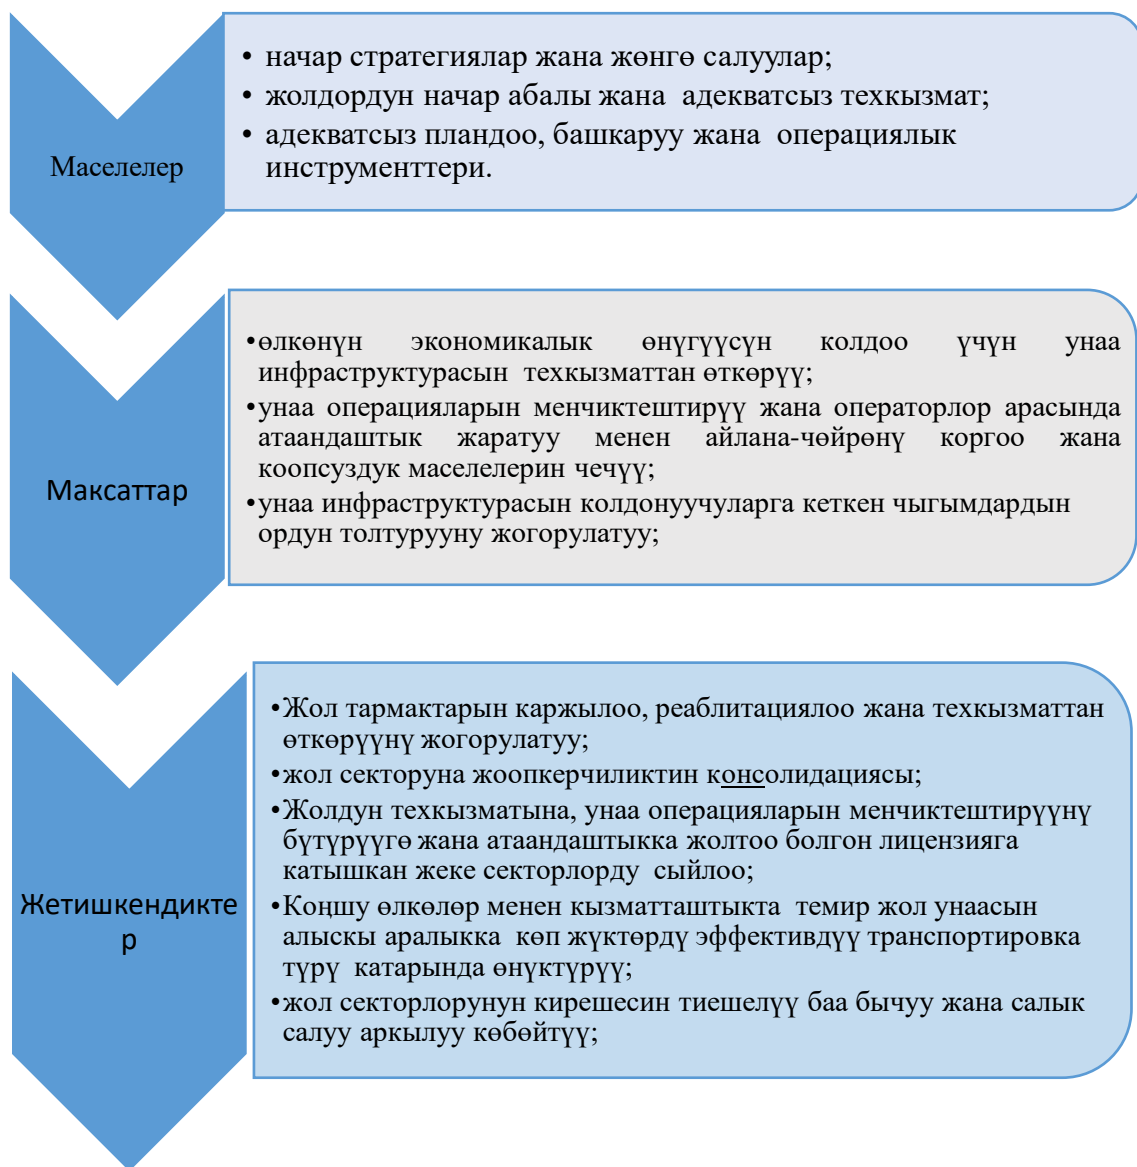 Маселелер
• начар стратегиялар жана жөнгө салуулар;
• жолдордун начар абалы жана адекватсыз техкызмат;
• адекватсыз пландоо, башкаруу жана операциялык
инструменттери.
Максаттар
•өлкөнүн экономикалык өнүгүүсүн колдоо үчүн унаа
инфраструктурасын техкызматтан өткөрүү;
•унаа операцияларын менчиктештирүү жана операторлор арасында
атаандаштык жаратуу менен айлана-чөйрөнү коргоо жана
коопсуздук маселелерин чечүү;
•унаа инфраструктурасын колдонуучуларга кеткен чыгымдардын
ордун толтурууну жогорулатуу;
Жетишкендикте
р
•Жол тармактарын каржылоо, реаблитациялоо жана техкызматтан
өткөрүүнү жогорулатуу;
•жол секторуна жоопкерчиликтин консолидациясы;
•Жолдун техкызматына, унаа операцияларын менчиктештирүүнү
бүтүрүүгө жана атаандаштыкка жолтоо болгон лицензияга
катышкан жеке секторлорду сыйлоо;
•Коңшу өлкөлөр менен кызматташтыкта темир жол унаасын
алыскы аралыкка көп жүктөрдү эффективдүү транспортировка
түрү катарында өнүктүрүү;
•жол секторлорунун кирешесин тиешелүү баа бычуу жана салык
салуу аркылуу көбөйтүү;